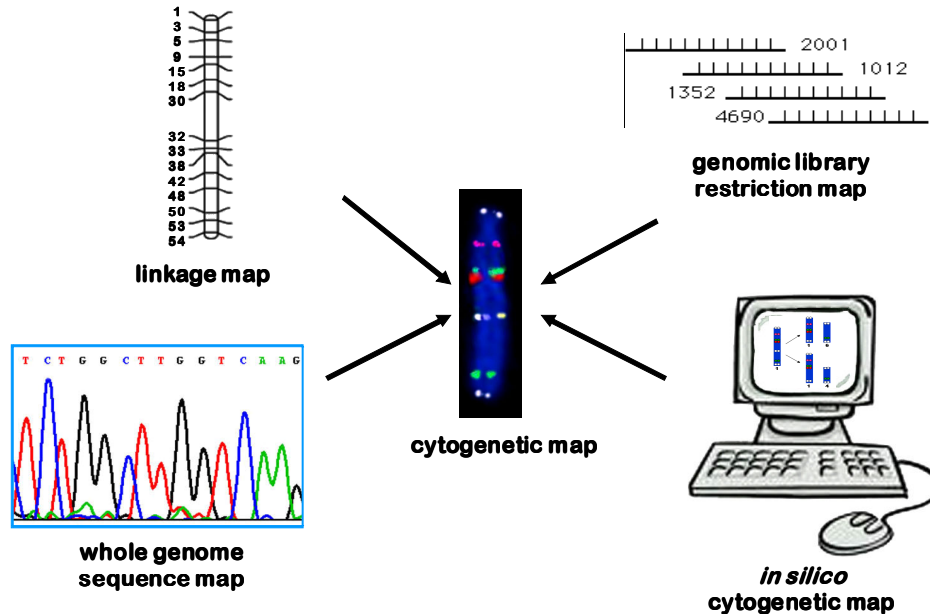 1
3
5
9
15
18
30
32
33
38
42
48
50
53
54
linkage map
2001
1012
1352
4690
genomic library
restriction map
cytogenetic map
T C T G G C T T G G T C A A G
whole genome
sequence map
in silico
cytogenetic map